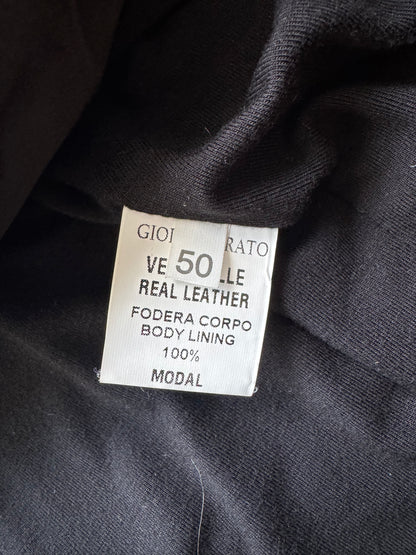 GIOI RATO
VE 50 LLE
REAL LEATHER
FODERA CORPO
BODY LINING
100%
MODAL